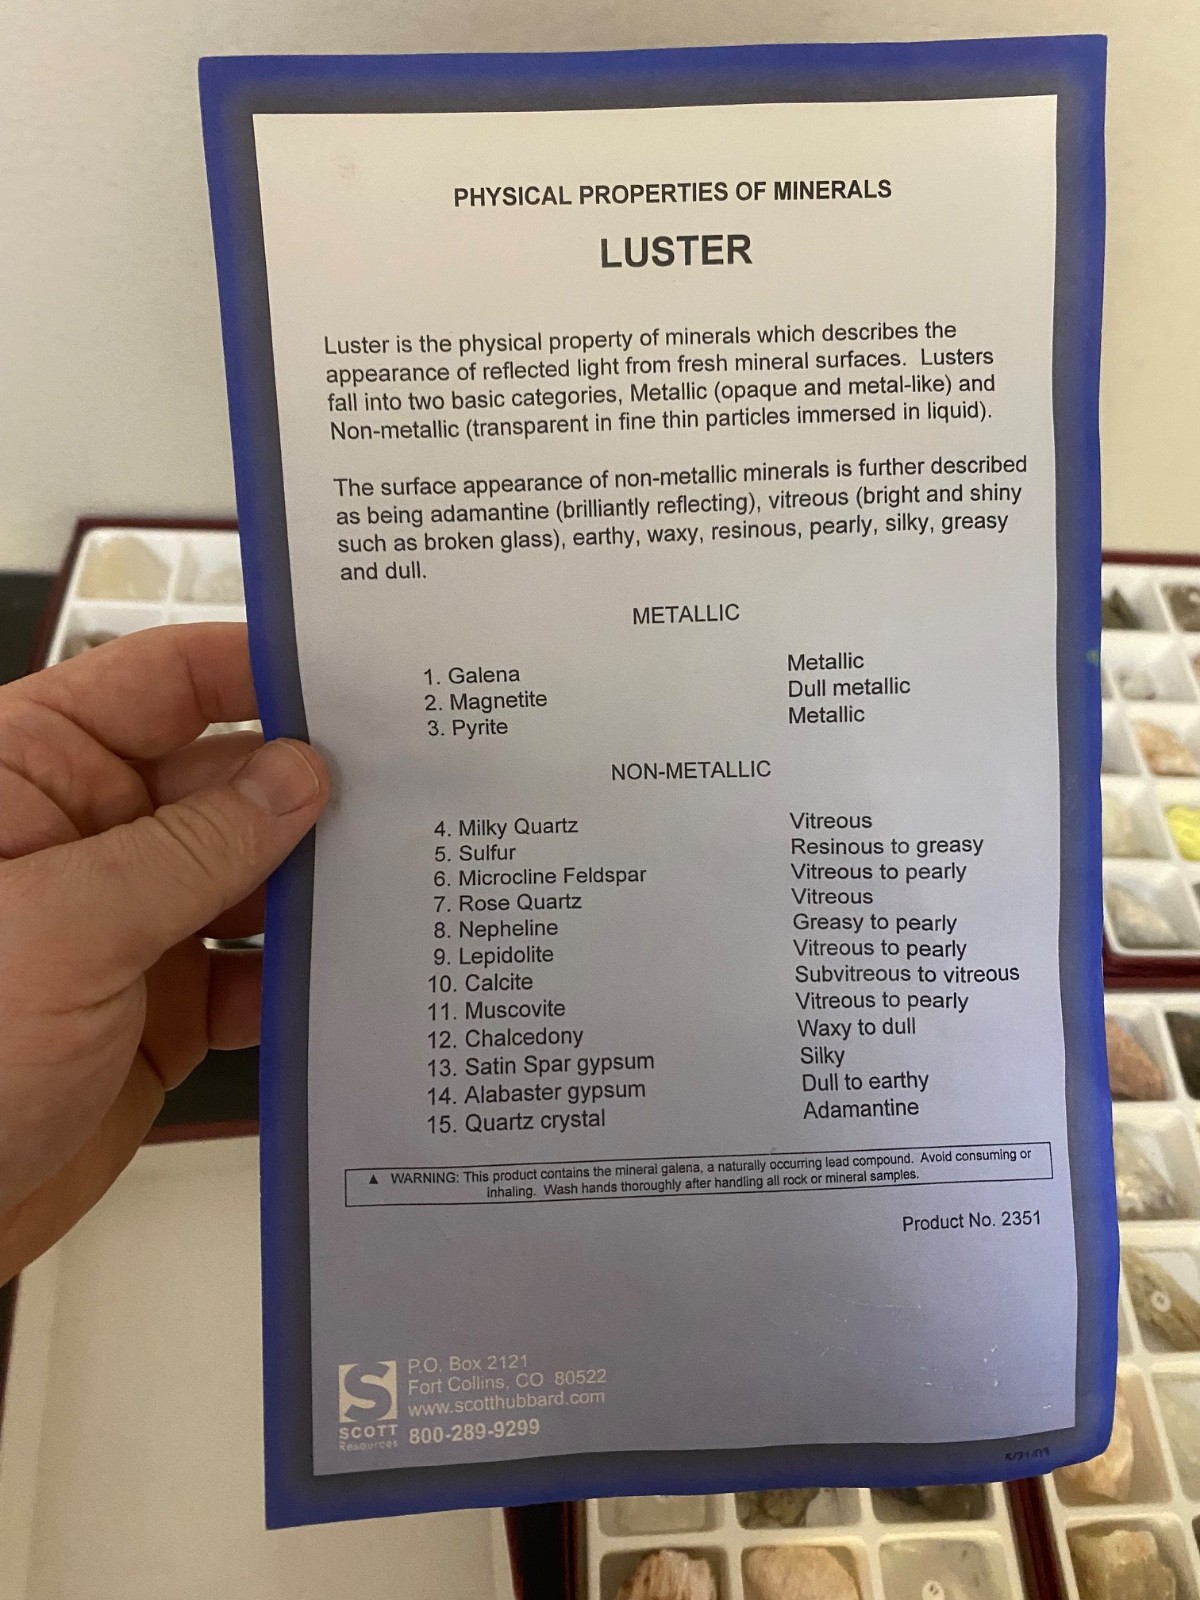 PHYSICAL PROPERTIES OF MINERALS
LUSTER
Luster is the physical property of minerals which describes the
appearance of reflected light from fresh mineral surfaces. Lusters
fall into two basic categories, Metallic (opaque and metal-like) and
Non-metallic (transparent in fine thin particles immersed in liquid).
The surface appearance of non-metallic minerals is further described
as being adamantine (brilliantly reflecting), vitreous (bright and shiny
such as broken glass), earthy, waxy, resinous, pearly, silky, greasy
and dull.
METALLIC
1. Galena Metallic
2. Magnetite Dull metallic
3. Pyrite Metallic
NON-METALLIC
4. Milky Quartz Vitreous
5. Sulfur Resinous to greasy
6. Microcline Feldspar Vitreous to pearly
7. Rose Quartz Vitreous
8. Nepheline Greasy to pearly
9. Lepidolite Vitreous to pearly
10. Calcite Subvitreous to vitreous
11. Muscovite Vitreous to pearly
12. Chalcedony Waxy to dull
13. Satin Spar gypsum Silky
14. Alabaster gypsum Dull to earthy
15. Quartz crystal Adamantine
▲ WARNING: This product contains the mineral galena, a naturally occurring lead compound. Avoid consuming or
inhaling. Wash hands thoroughly after handling all rock or mineral samples.
Product No. 2351
P.O. Box 2121
Fort Collins, CO 80522
www.scotthubbard.com
800-289-9299
S
SCOTT
Resources